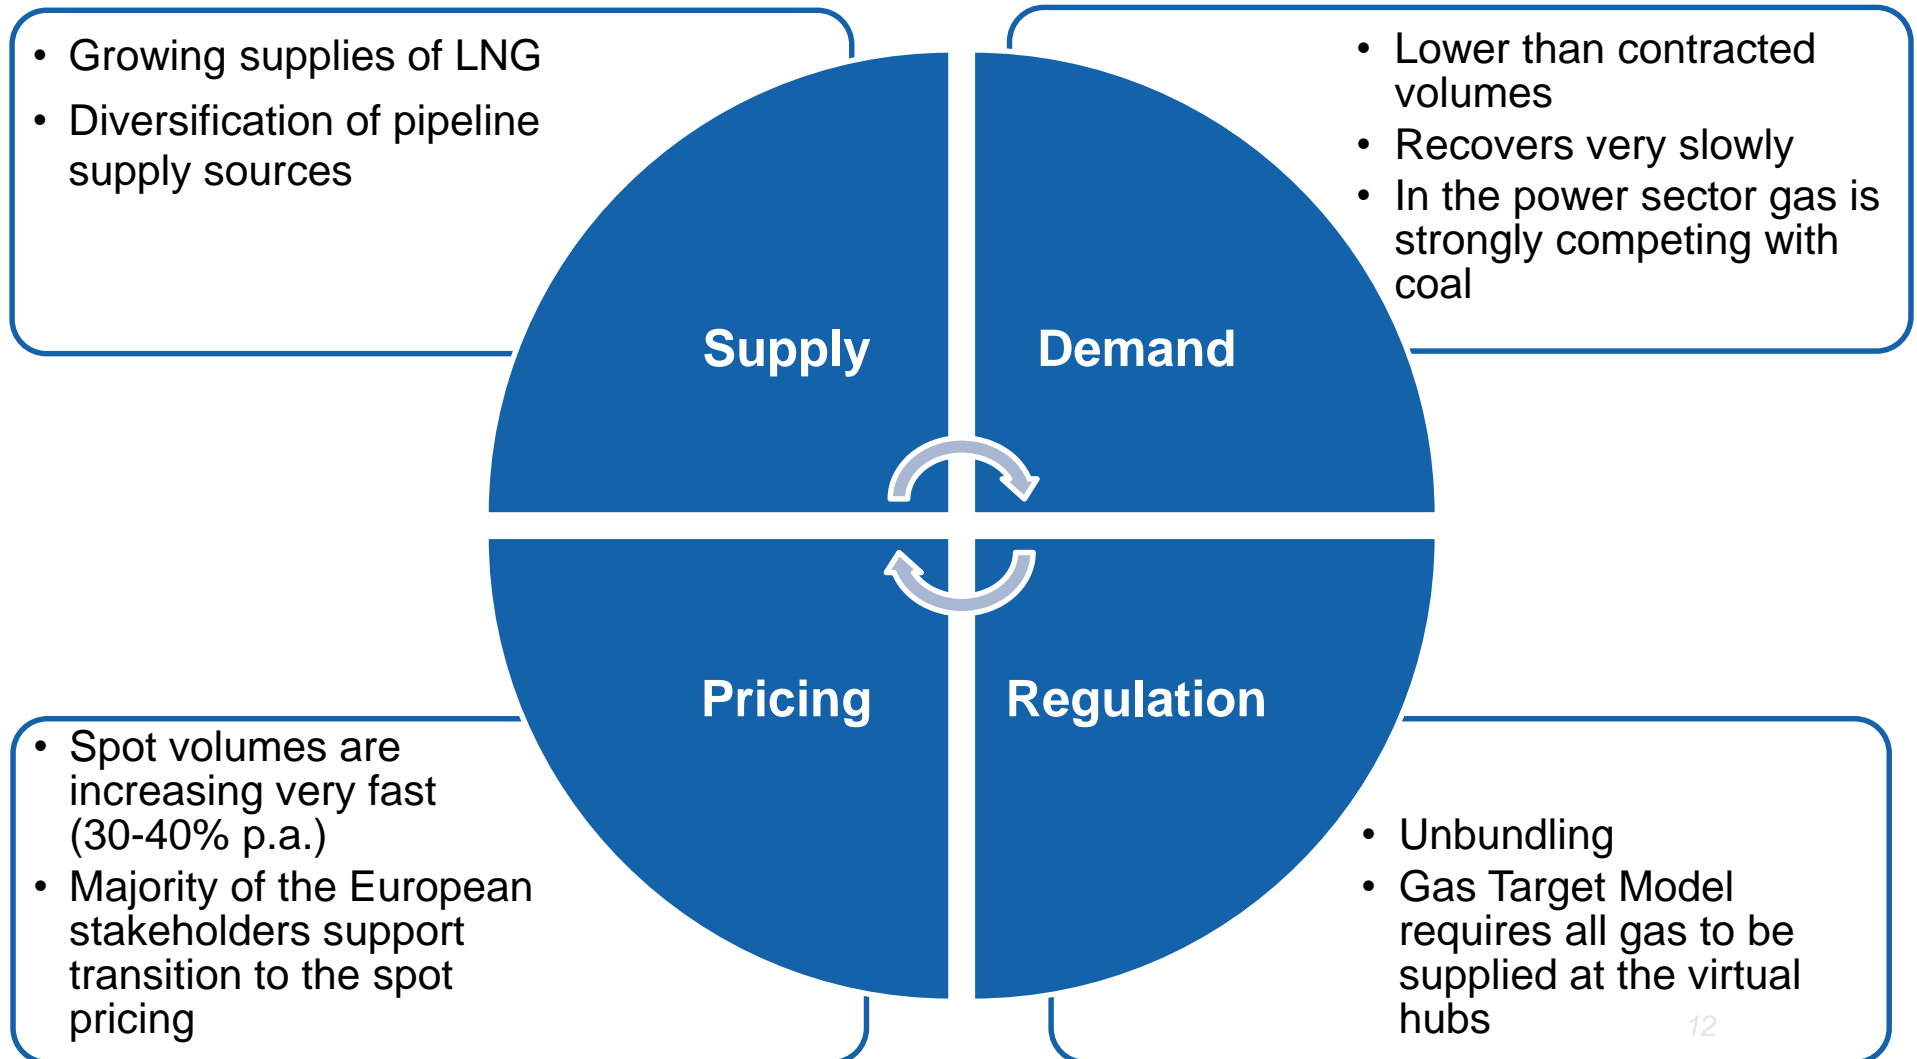 • Growing supplies of LNG
• Diversification of pipeline
supply sources
• Lower than contracted
volumes
• Recovers very slowly
• In the power sector gas is
strongly competing with
coal
Supply
Demand
Pricing
Regulation
• Spot volumes are
increasing very fast
(30-40% p.a.)
• Majority of the European
stakeholders support
transition to the spot
pricing
• Unbundling
• Gas Target Model
requires all gas to be
supplied at the virtual
hubs
12